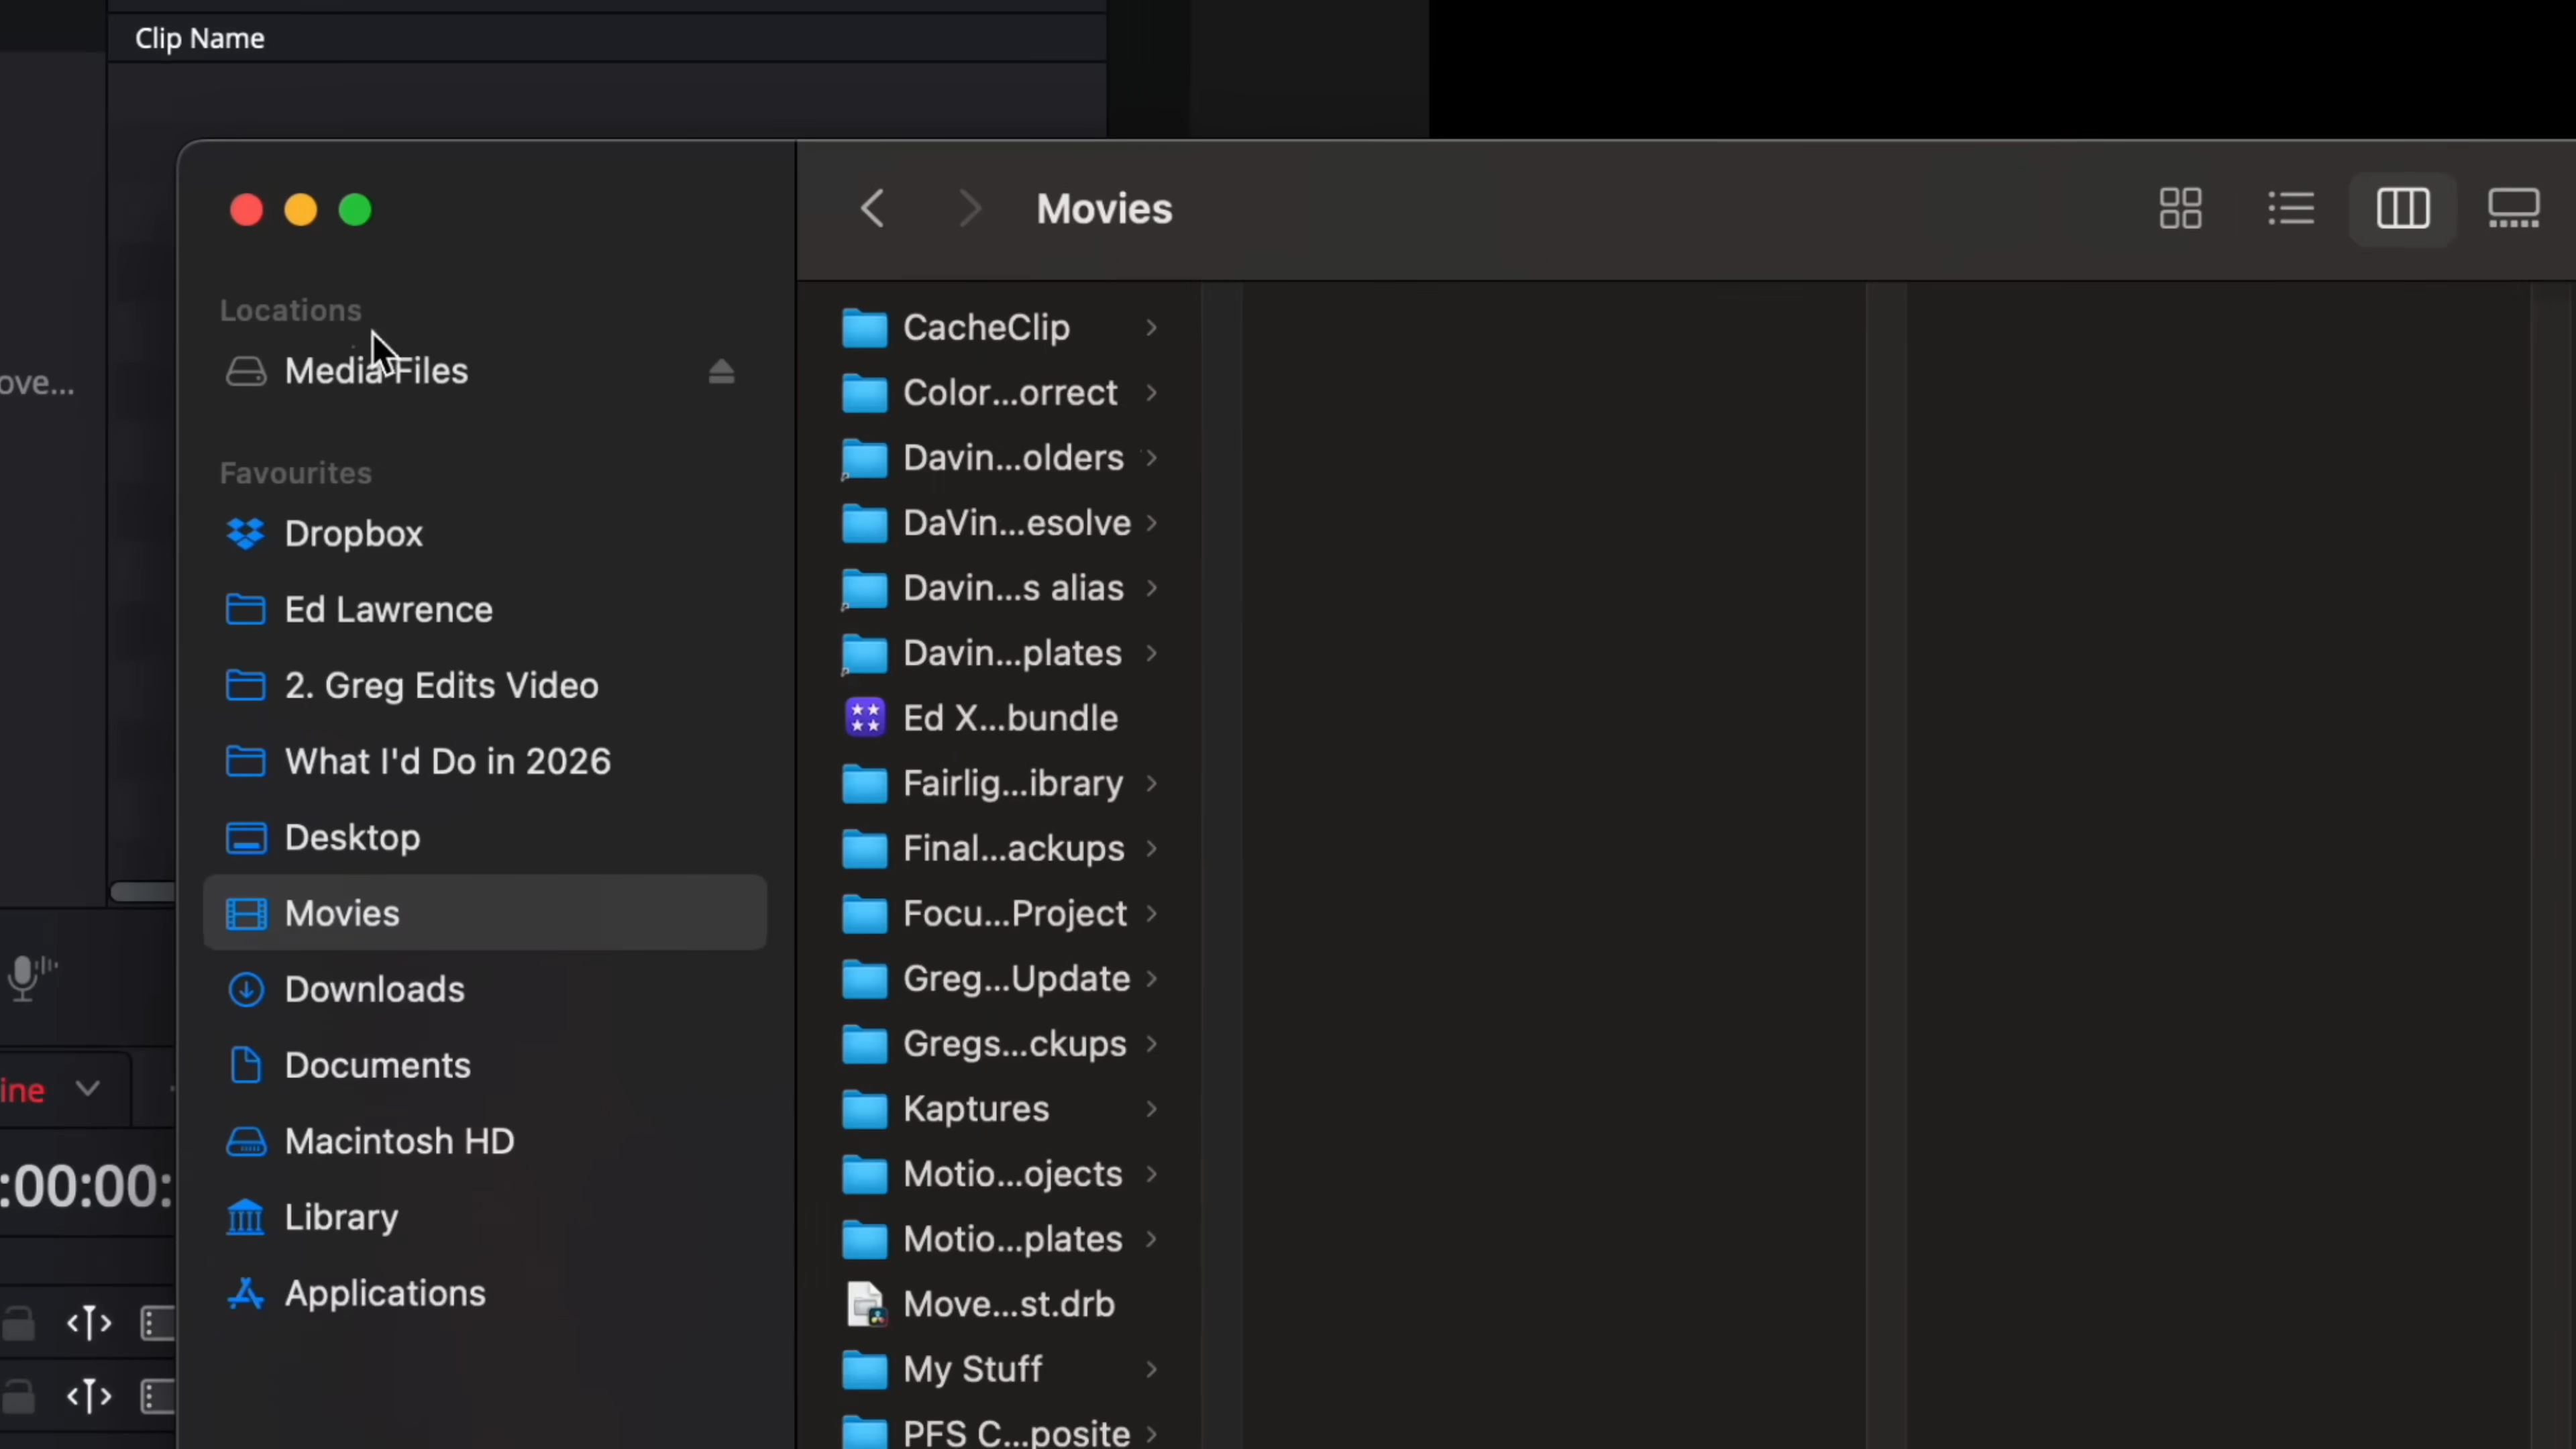 Clip Name
Movies
Locations
Media Files
ove...
Favourites
Dropbox
Ed Lawrence
2. Greg Edits Video
What I'd Do in 2026
Desktop
Movies
Downloads
Documents
Macintosh HD
Library
Applications
ine
:00:00:
CacheClip
Color...orrect
Davin...olders
DaVin...esolve
Davin...s alias
Davin...plates
Ed X...bundle
Fairlig...ibrary
Final...ackups
Focu...Project
Greg...Update
Gregs...ckups
Kaptures
Motio...ojects
Motio...plates
Move...st.drb
My Stuff
PFS C...posite